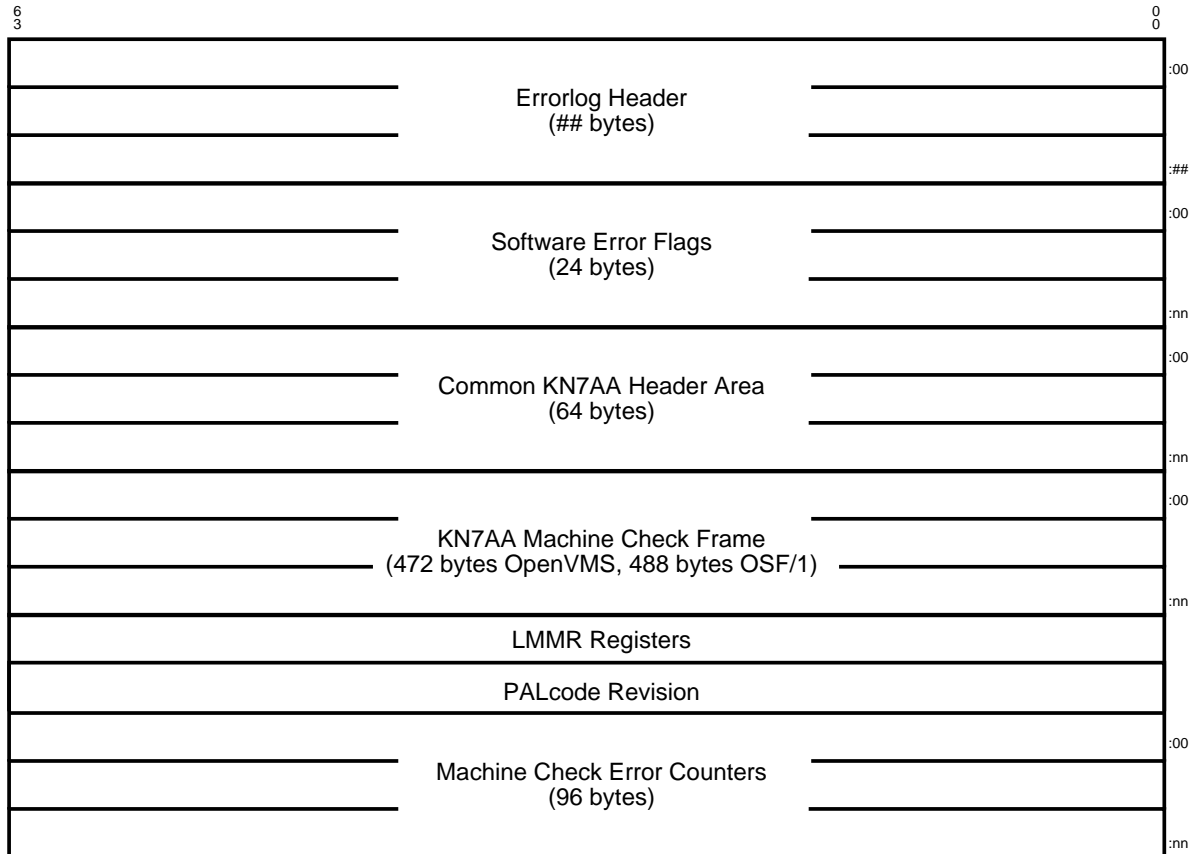 6 0
3 0
:00
Errorlog Header
(## bytes)
:##
:00
Software Error Flags
(24 bytes)
:nn
:00
Common KN7AA Header Area
(64 bytes)
:nn
:00
KN7AA Machine Check Frame
(472 bytes OpenVMS, 488 bytes OSF/1)
:nn
LMMR Registers
PALcode Revision
:00
Machine Check Error Counters
(96 bytes)
:nn